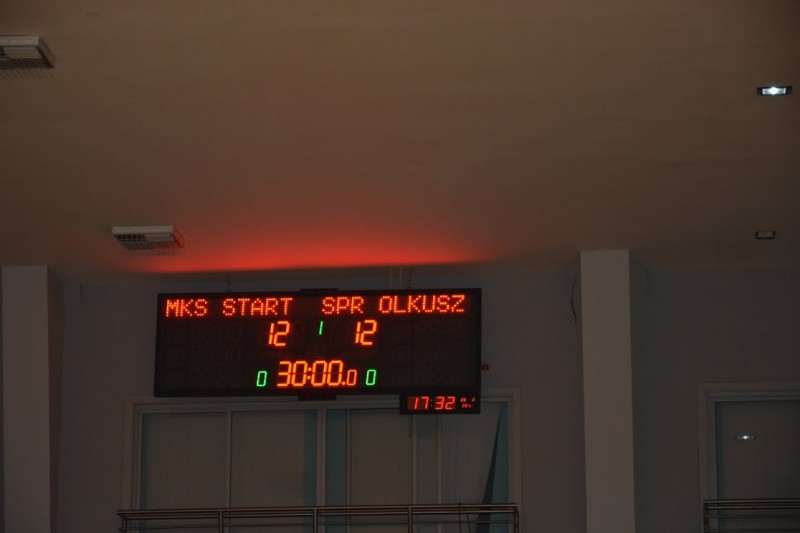 MKS START SPR OLKUSZ
12 1 12
0 30:00.0 0
17:32